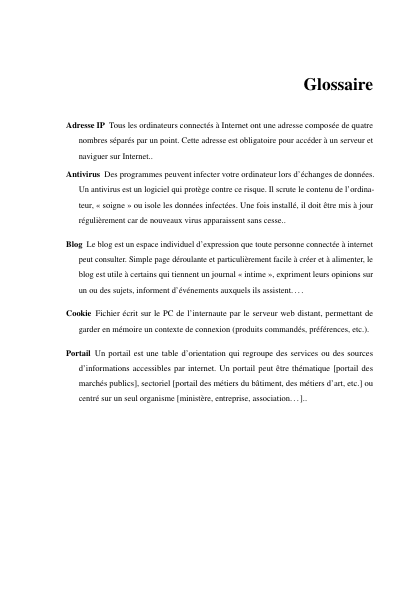 Glossaire
Adresse IP Tous les ordinateurs connectés à Internet ont une adresse composée de quatre
nombres séparés par un point. Cette adresse est obligatoire pour accéder à un serveur et
naviguer sur Internet..
Antivirus Des programmes peuvent infecter votre ordinateur lors d'échanges de données.
Un antivirus est un logiciel qui protège contre ce risque. Il scrute le contenu de l'ordina-
teur, « soigne » ou isole les données infectées. Une fois installé, il doit être mis à jour
régulièrement car de nouveaux virus apparaissent sans cesse..
Blog Le blog est un espace individuel d'expression que toute personne connectée à internet
peut consulter. Simple page déroulante et particulièrement facile à créer et à alimenter, le
blog est utile à certains qui tiennent un journal « intime », expriment leurs opinions sur
un ou des sujets, informent d'événements auxquels ils assistent. . . .
Cookie Fichier écrit sur le PC de l'internaute par le serveur web distant, permettant de
garder en mémoire un contexte de connexion (produits commandés, préférences, etc.).
Portail Un portail est une table d'orientation qui regroupe des services ou des sources
d'informations accessibles par internet. Un portail peut être thématique [portail des
marchés publics], sectoriel [portail des métiers du bâtiment, des métiers d'art, etc.] ou
centré sur un seul organisme [ministère, entreprise, association. . . ]..